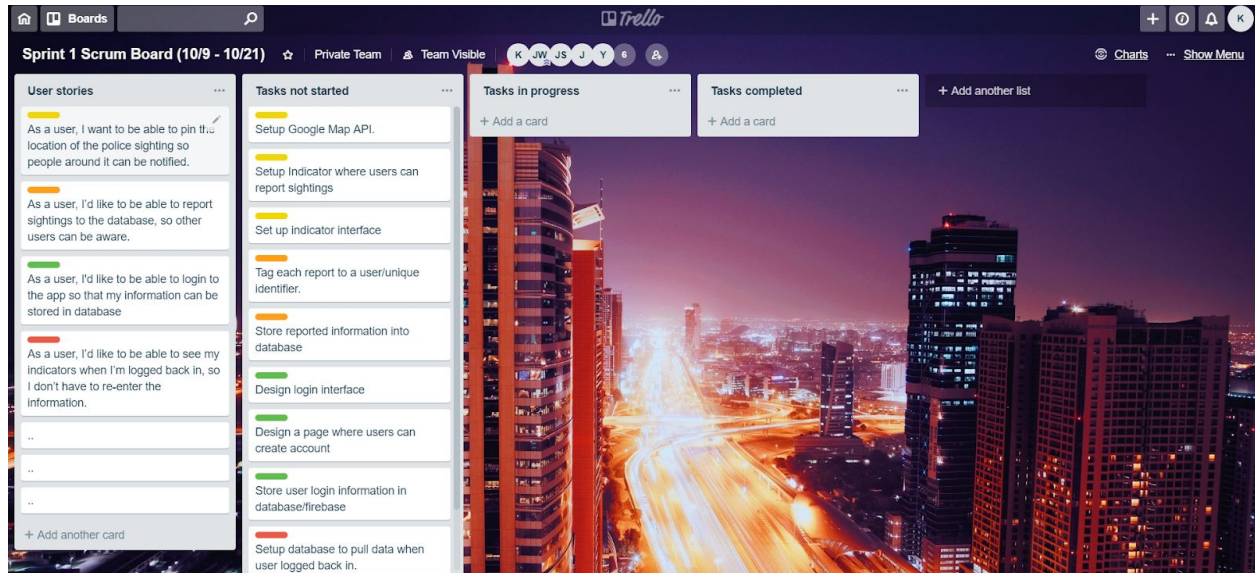 Boards
Trello
K
Sprint 1 Scrum Board (10/9 - 10/21)
Private Team
Team Visible
K JW JS J Y 6
Charts
... Show Menu
User stories ...
As a user, I want to be able to pin the
location of the police sighting so
people around it can be notified.
As a user, I'd like to be able to report
sightings to the database, so other
users can be aware.
As a user, I'd like to be able to login to
the app so that my information can be
stored in database
As a user, I'd like to be able to see my
indicators when I'm logged back in, so
I don't have to re-enter the
information.
..
..
..
+ Add another card
Tasks not started ...
Setup Google Map API.
Setup Indicator where users can
report sightings
Set up indicator interface
Tag each report to a user/unique
identifier.
Store reported information into
database
Design login interface
Design a page where users can
create account
Store user login information in
database/firebase
Setup database to pull data when
user logged back in.
Tasks in progress ...
+ Add a card
Tasks completed ...
+ Add a card
+ Add another list